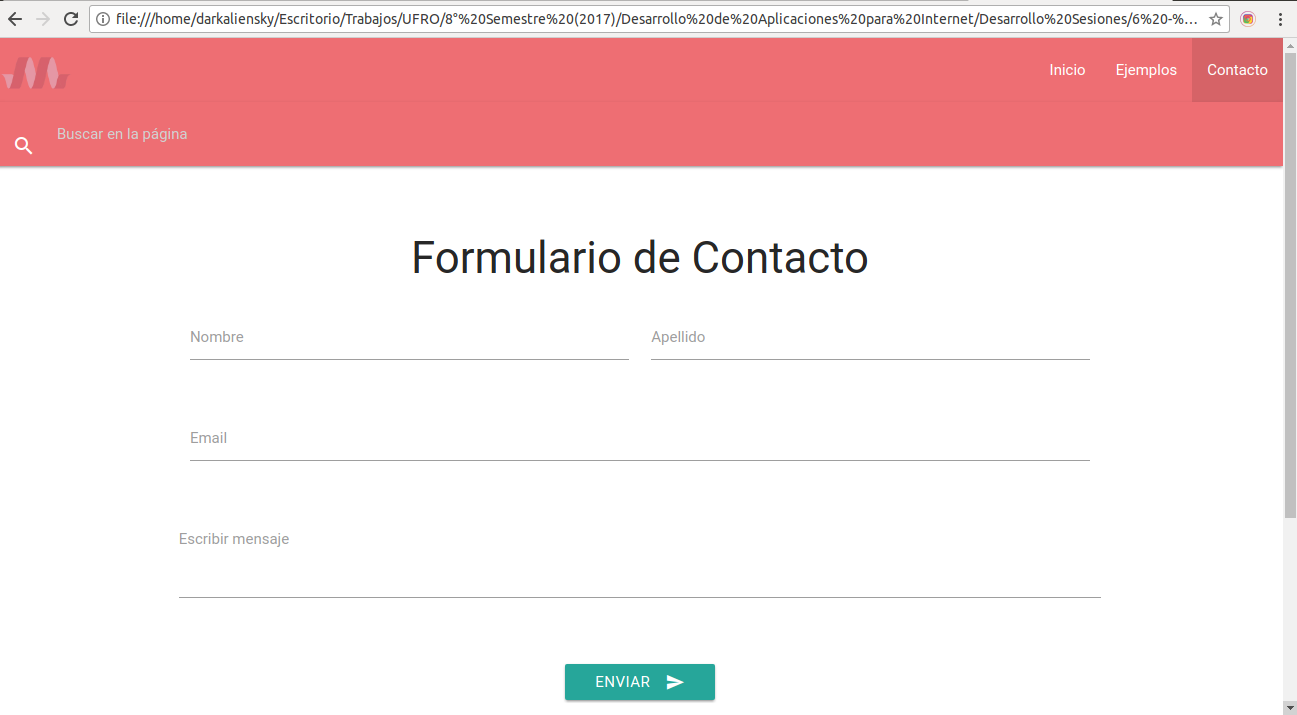 file:///home/darkaliensky/Escritorio/Trabajos/UFRO/8°%20Semestre%20(2017)/Desarrollo%20de%20Aplicaciones%20para%20Internet/Desarrollo%20Sesiones/6%20-%...
Inicio Ejemplos Contacto
Buscar en la página
Formulario de Contacto
Nombre Apellido
Email
Escribir mensaje
ENVIAR